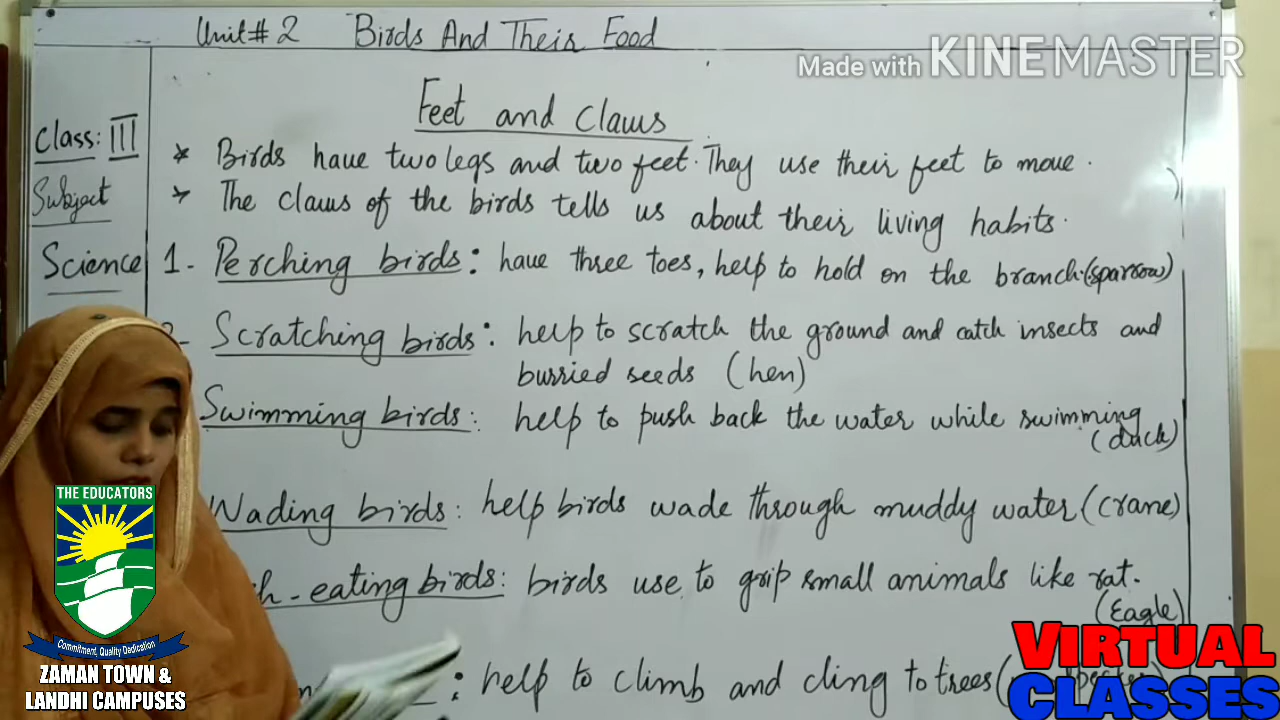 Unit # 2 Birds And Their Food
Made with KINEMASTER
Feet and Claws
Class: III
* Birds have two legs and two feet. They use their feet to move.
Subject
* The claws of the birds tells us about their living habits.
Science
1- Perching birds: have three toes, help to hold on the branch. (sparrow)
Scratching birds: help to scratch the ground and catch insects and
burried seeds (hen)
Swimming birds: help to push back the water while swimming
(duck)
Wading birds: help birds wade through muddy water (Crane)
-eating birds: birds use to grip small animals like rat.
(Eagle)
: help to climb and cling to trees (
THE EDUCATORS
Commitment, Quality Dedication
ZAMAN TOWN &
LANDHI CAMPUSES
VIRTUAL
CLASSES